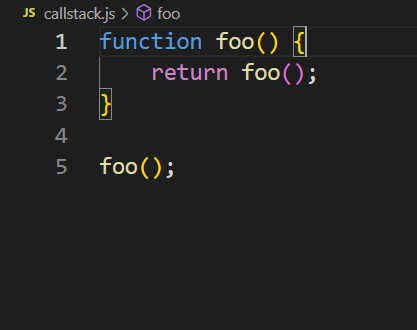 JS callstack.js > foo
1 function foo() {
2     return foo();
3 }
4
5 foo();